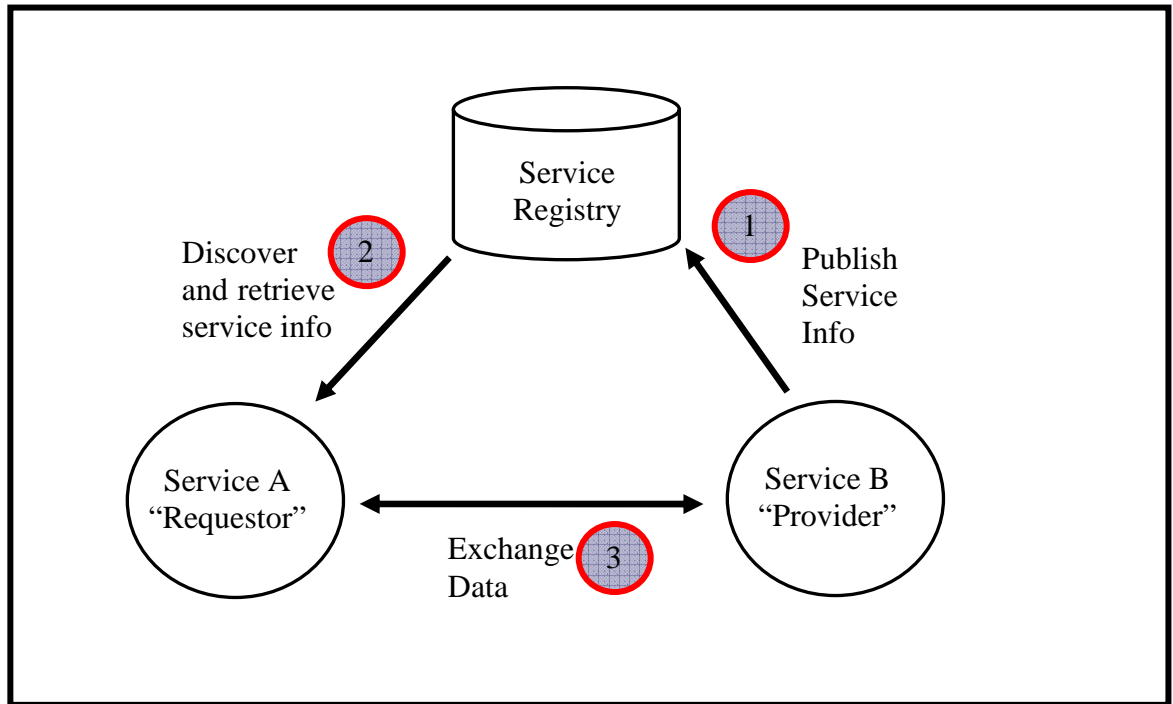 Service
Registry
1
Publish
Service
Info
2
Discover
and retrieve
service info
Service A
“Requestor”
Service B
“Provider”
Exchange
Data
3